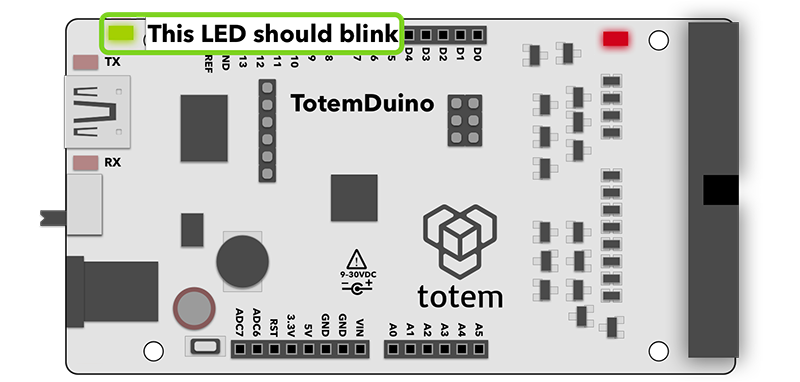 This LED should blink
D4 D3 D2 D1 D0
TX
REF
ND
13
12
11
10
9
8
7
6
5
TotemDuino
RX
9-30VDC
totem
ADC7
ADC6
RST
3.3V
5V
GND
GND
VIN
A0
A1
A2
A3
A4
A5